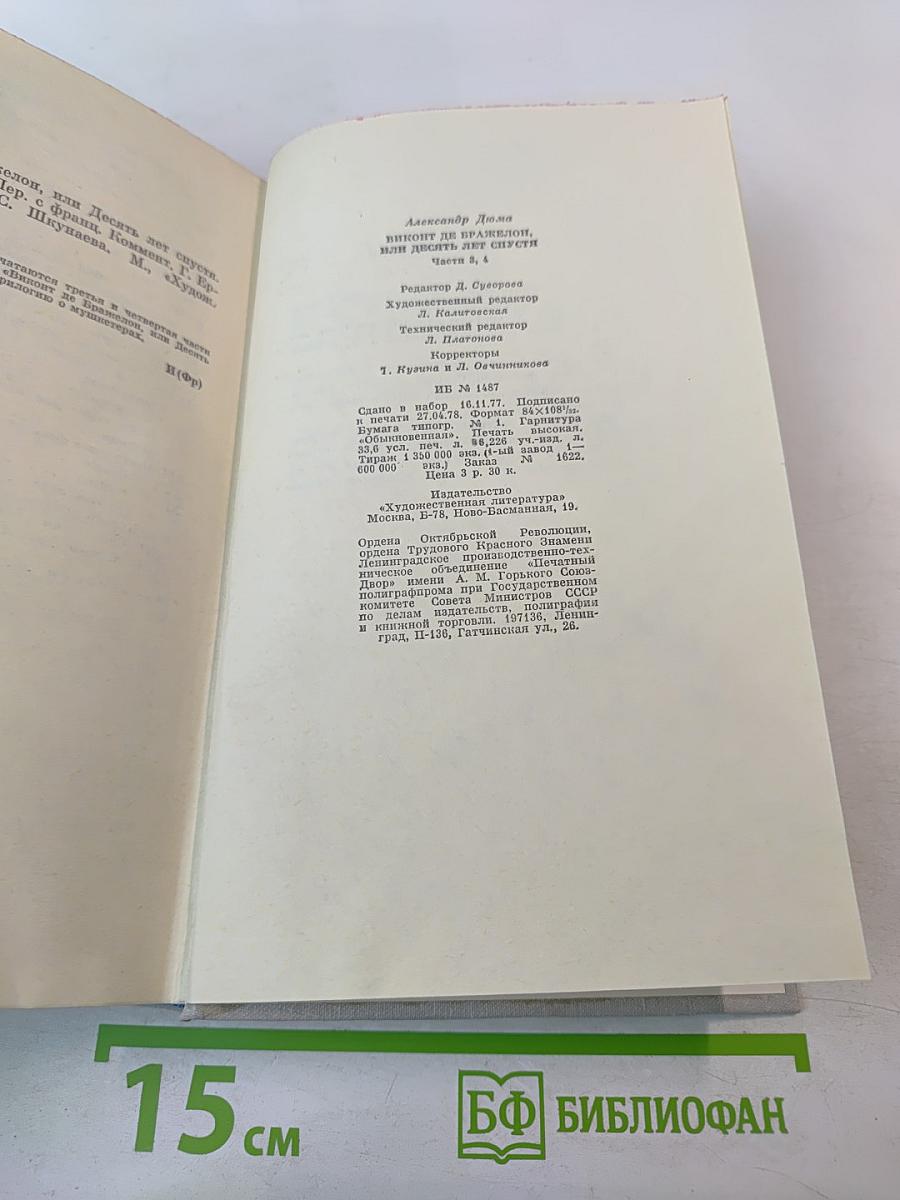 келон, или Десять лет спустя.
Пер. с франц. Коммент. Г. Ер-
С. Шкунаева. М., «Худож.
чатаются третья и четвертая части
«Виконт де Бражелон, или Десять
рилогию о мушкетерах.
И(Фр)
Александр Дюма
ВИКОНТ ДЕ БРАЖЕЛОН,
ИЛИ ДЕСЯТЬ ЛЕТ СПУСТЯ
Части 3, 4
Редактор Д. Суворова
Художественный редактор
Л. Калитовская
Технический редактор
Л. Платонова
Корректоры
Кузина и Л. Овчинникова
ИБ № 1487
Сдано в набор 16.11.77. Подписано
к печати 27.04.78. Формат 84×108¹/₃₂.
Бумага типогр. № 1. Гарнитура
«Обыкновенная». Печать высокая.
33,6 усл. печ. л. 36,226 уч.-изд. л.
Тираж 1 350 000 экз. (1-ый завод 1—
600 000 экз.) Заказ № 1622.
Цена 3 р. 30 к.
Издательство
«Художественная литература»
Москва, Б-78, Ново-Басманная, 19.
Ордена Октябрьской Революции,
ордена Трудового Красного Знамени
Ленинградское производственно-тех-
ническое объединение «Печатный
Двор» имени А. М. Горького Союз-
полиграфпрома при Государственном
комитете Совета Министров СССР
по делам издательств, полиграфии
и книжной торговли. 197136, Ленин-
град, П-136, Гатчинская ул., 26.
15 см
БФ БИБЛИОФАН